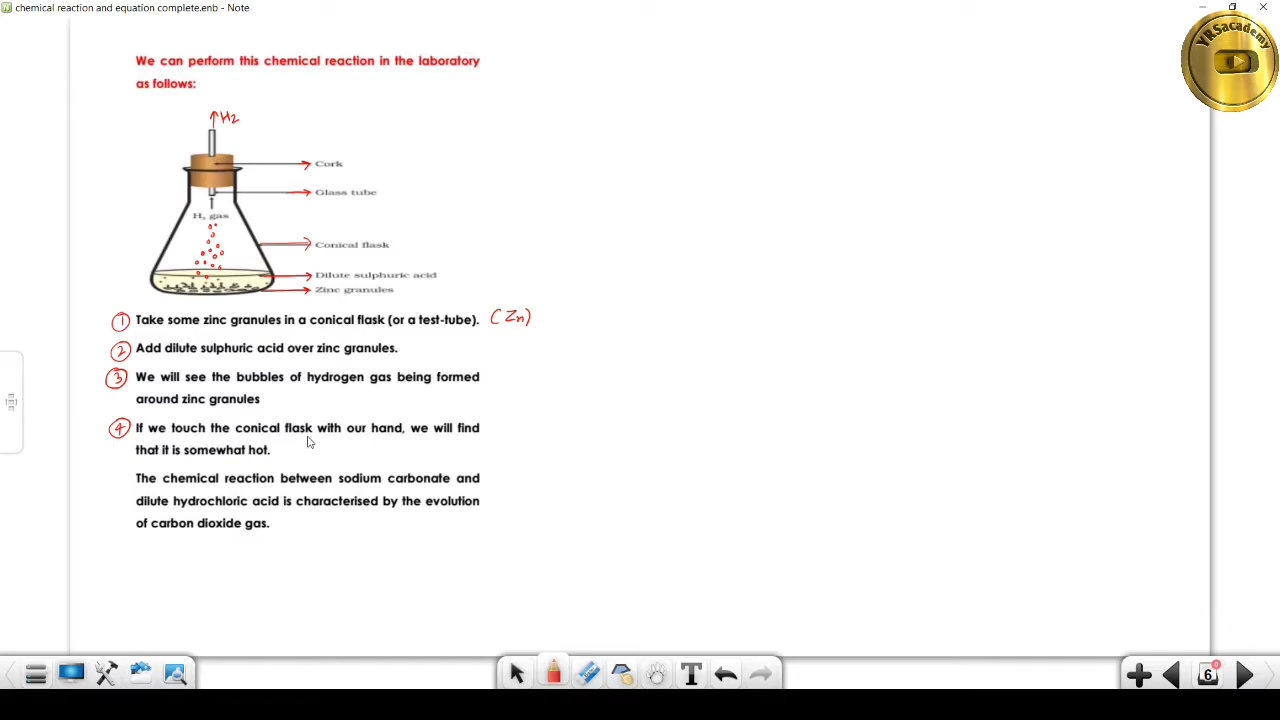 chemical reaction and equation complete.enb - Note
YRSacademy
We can perform this chemical reaction in the laboratory
as follows:
H2
Cork
Glass tube
H₂ gas
Conical flask
Dilute sulphuric acid
Zinc granules
1 Take some zinc granules in a conical flask (or a test-tube). (Zn)
2 Add dilute sulphuric acid over zinc granules.
3 We will see the bubbles of hydrogen gas being formed
around zinc granules
4 If we touch the conical flask with our hand, we will find
that it is somewhat hot.
The chemical reaction between sodium carbonate and
dilute hydrochloric acid is characterised by the evolution
of carbon dioxide gas.
T
0
6